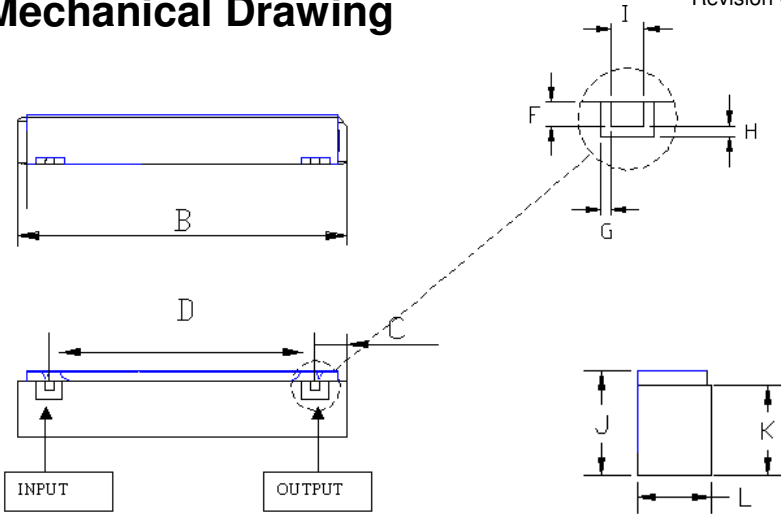 Mechanical Drawing
Revision
I
F
H
G
B
D
C
J
K
L
INPUT
OUTPUT